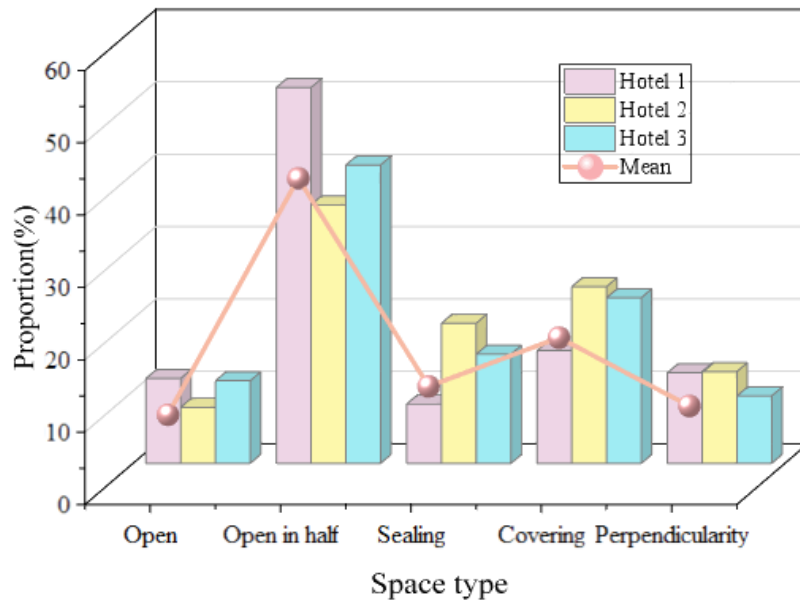 60
50
40
30
20
10
0
Proportion(%)
Hotel 1
Hotel 2
Hotel 3
Mean
Open
Open in half
Sealing
Covering
Perpendicularity
Space type